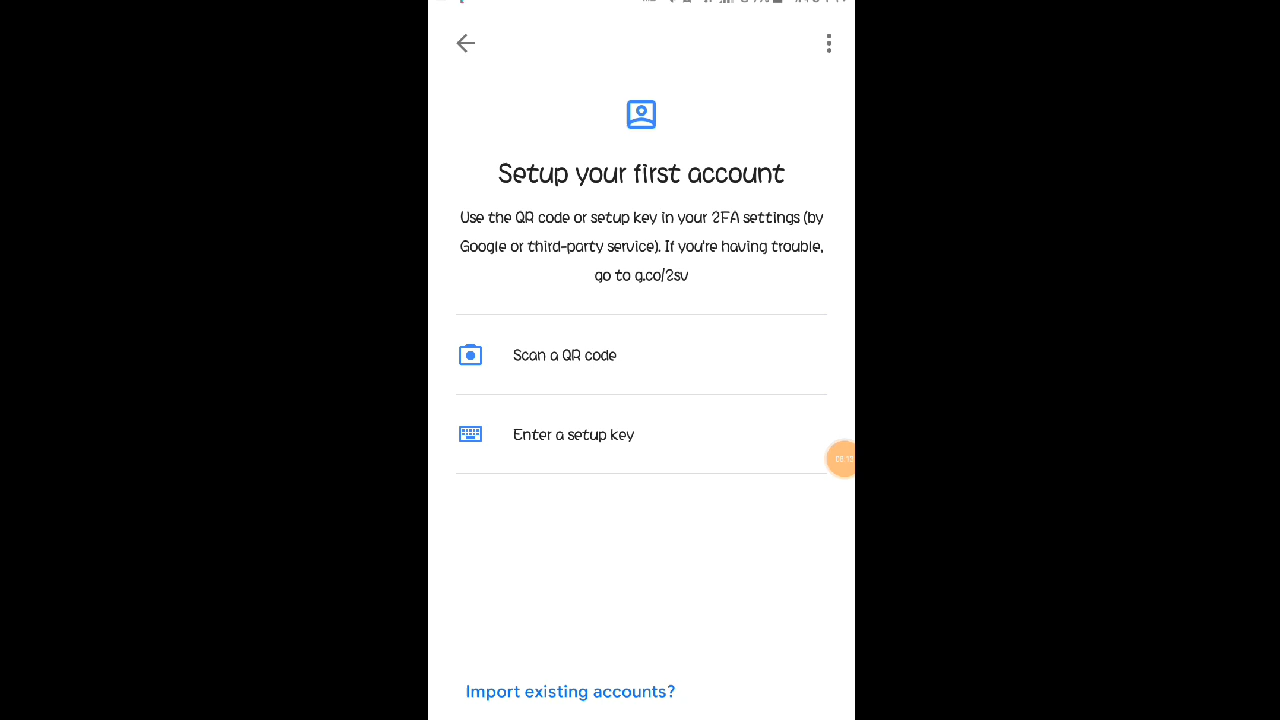 Setup your first account
Use the QR code or setup key in your 2FA settings (by
Google or third-party service). If you're having trouble,
go to g.co/2sv
Scan a QR code
Enter a setup key
Import existing accounts?